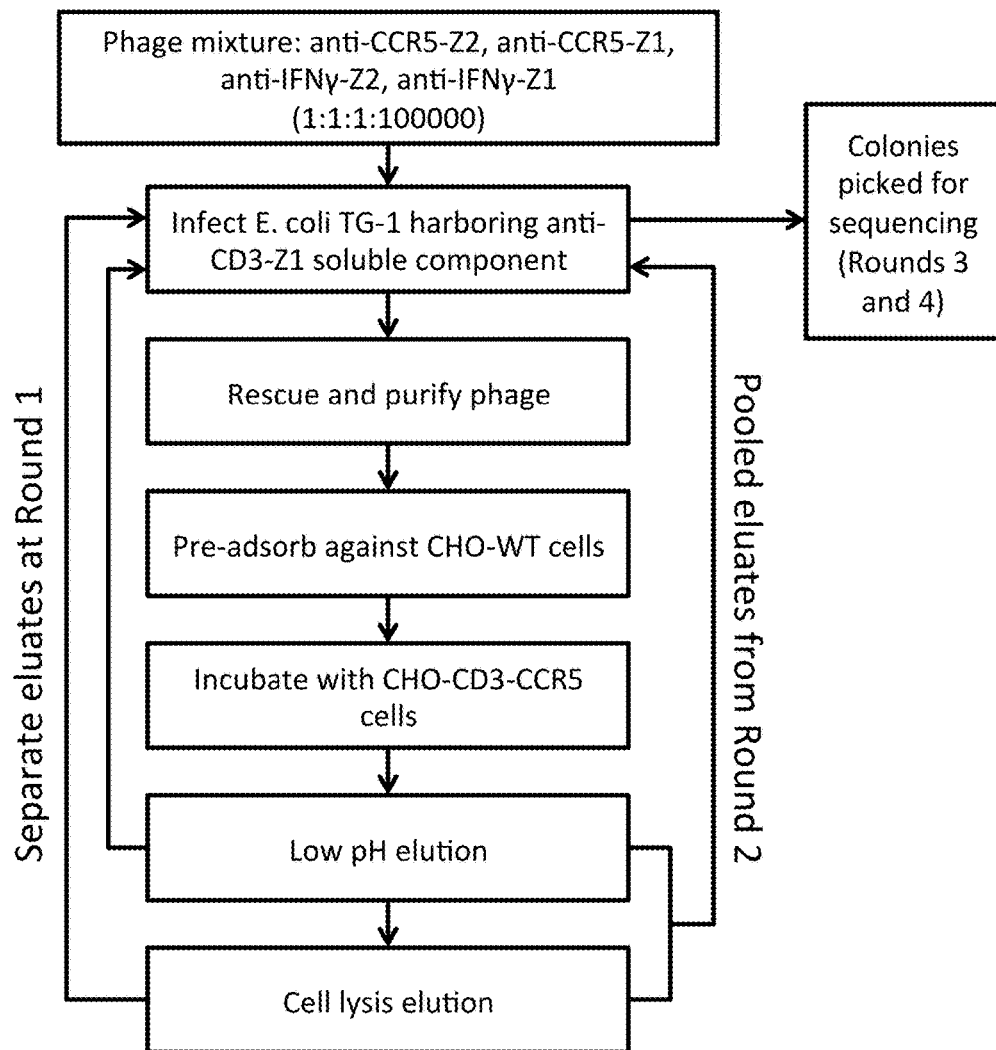 Phage mixture: anti-CCR5-Z2, anti-CCR5-Z1,
anti-IFNγ-Z2, anti-IFNγ-Z1
(1:1:1:100000)
Colonies
picked for
sequencing
(Rounds 3
and 4)
Infect E. coli TG-1 harboring anti-
CD3-Z1 soluble component
Rescue and purify phage
Pre-adsorb against CHO-WT cells
Incubate with CHO-CD3-CCR5
cells
Low pH elution
Cell lysis elution
Separate eluates at Round 1
Pooled eluates from Round 2